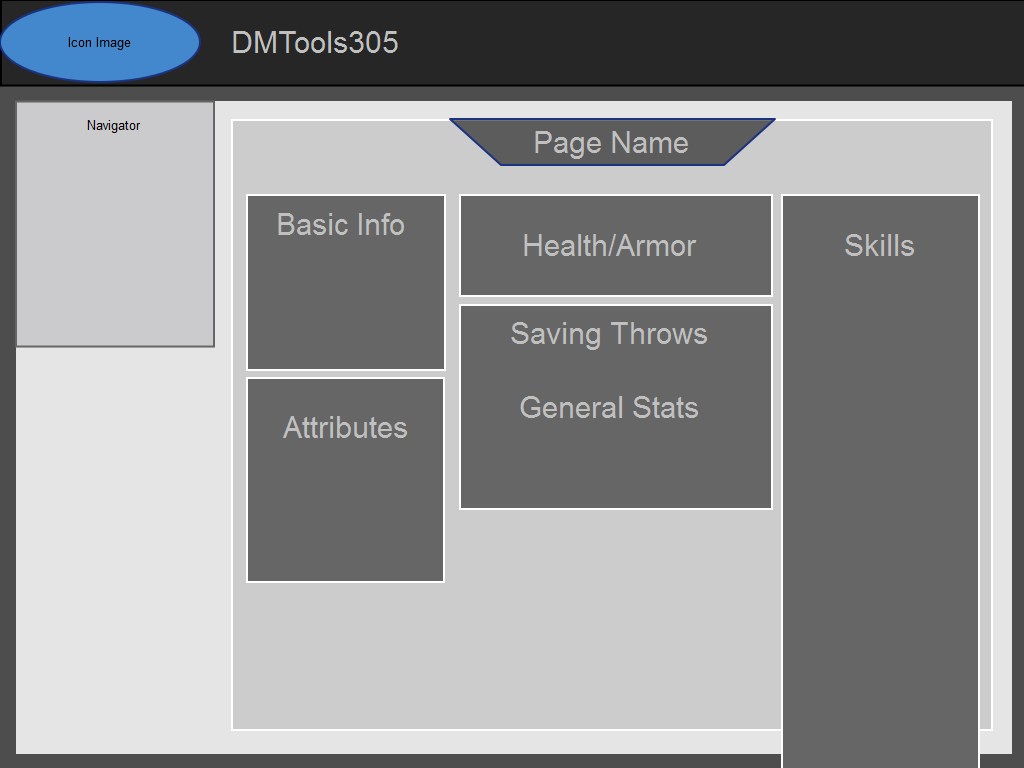 Icon Image
DMTools305
Navigator
Page Name
Basic Info
Health/Armor
Skills
Saving Throws
General Stats
Attributes